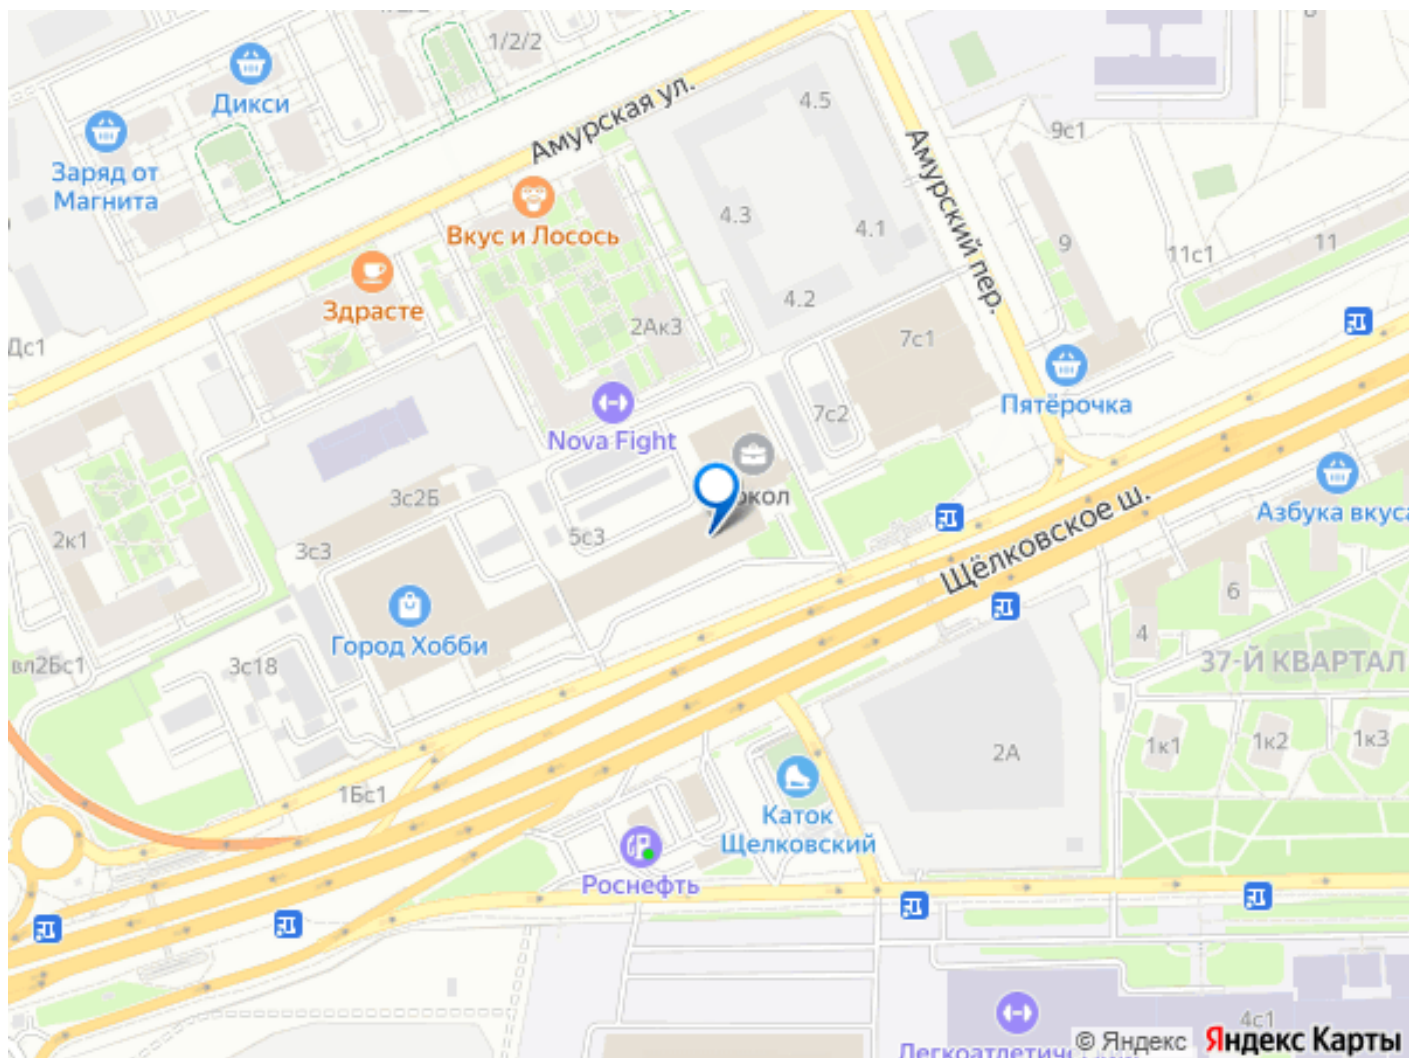 1/2/2
Дикси
Заряд от
Магнита
Амурская ул.
4.5
9с1
Амурский пер.
Вкус и Лосось
4.3
4.1
9
11с1
11
Здрасте
4.2
2Ак3
7с1
Дс1
Пятёрочка
7с2
Nova Fight
3с2Б
Щёлковское ш.
Азбука вкуса
5с3
2к1
3с3
6
Город Хобби
4
37-Й КВАРТАЛ
вл2Бс1
3с18
1к1
1к2
1к3
2А
1Бс1
Каток
Щелковский
Роснефть
4с1
© Яндекс Яндекс Карты